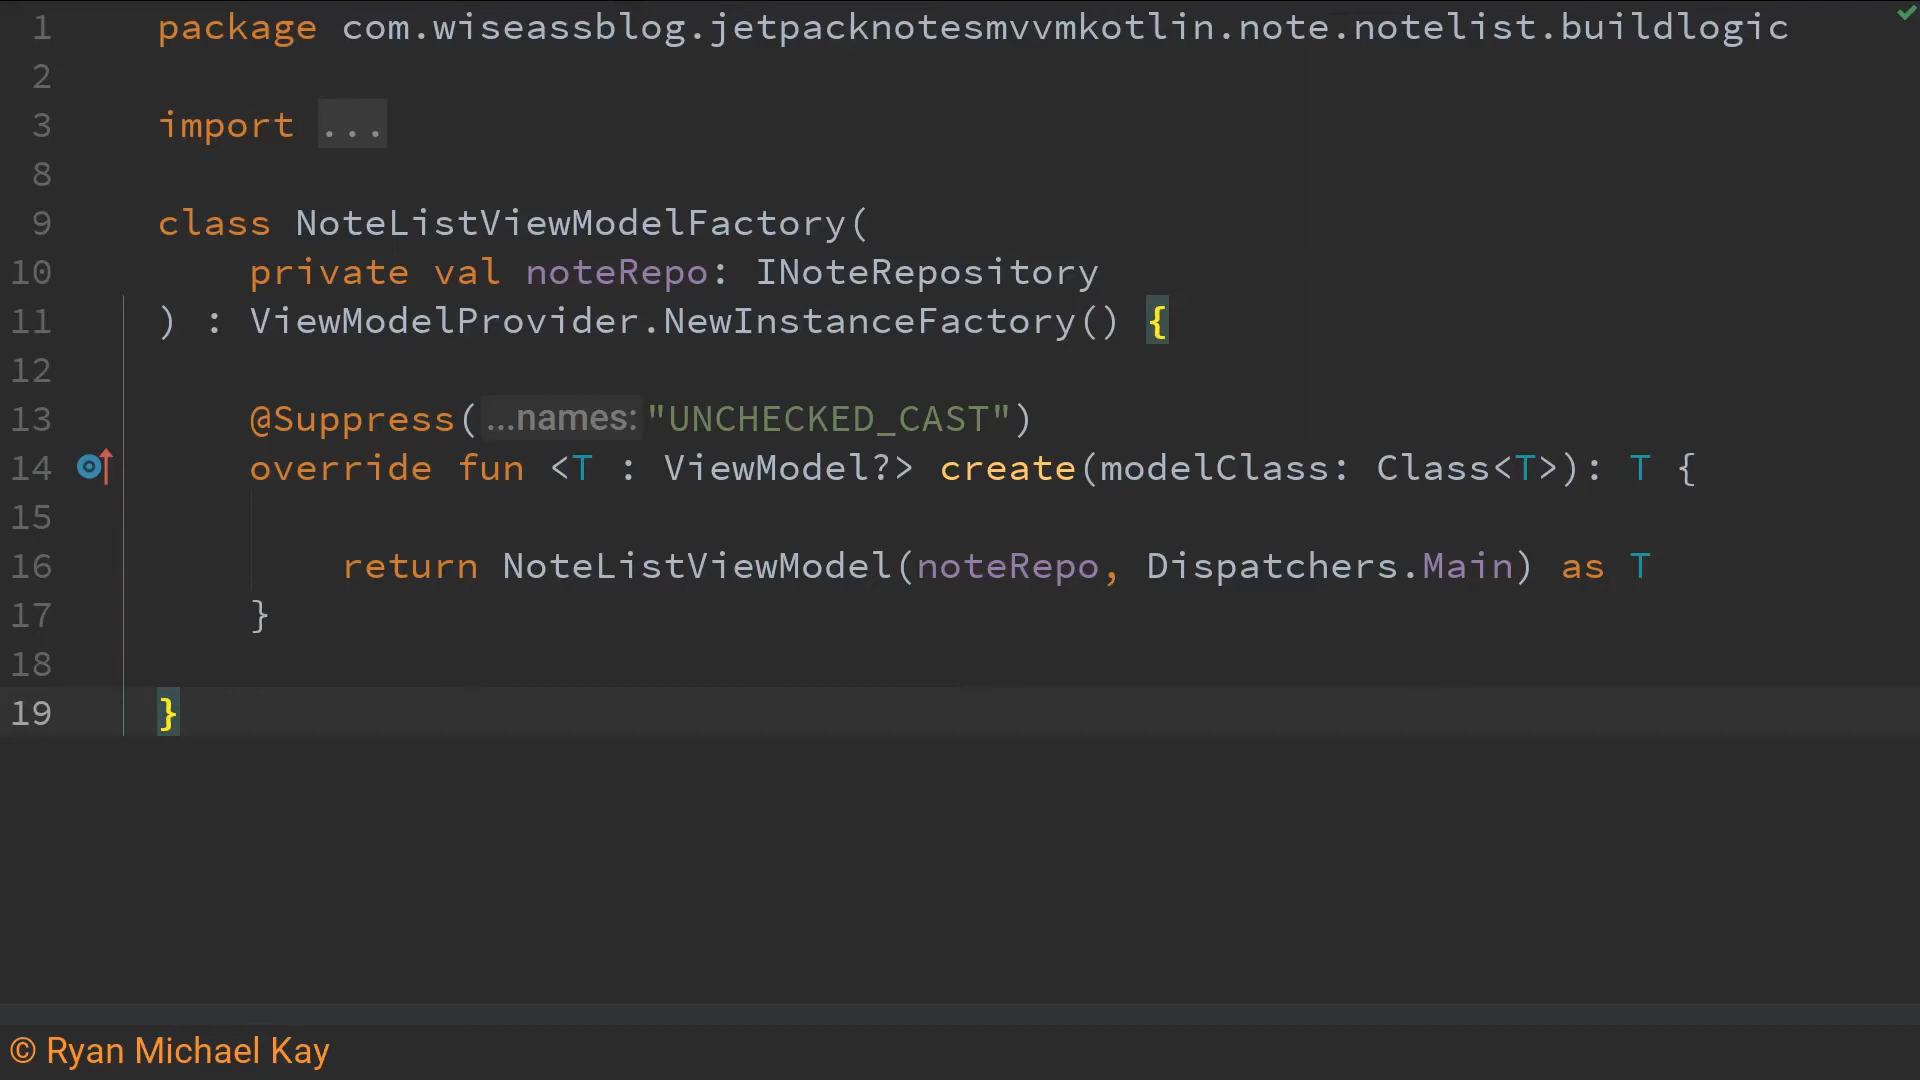 1 package com.wiseassblog.jetpacknotesmvvmkotlin.note.notelist.buildlogic
2
3 import ...
8
9 class NoteListViewModelFactory(
10 private val noteRepo: INoteRepository
11 ) : ViewModelProvider.NewInstanceFactory() {
12
13 @Suppress( ...names: "UNCHECKED_CAST")
14 override fun <T : ViewModel?> create(modelClass: Class<T>): T {
15
16 return NoteListViewModel(noteRepo, Dispatchers.Main) as T
17 }
18
19 }
© Ryan Michael Kay